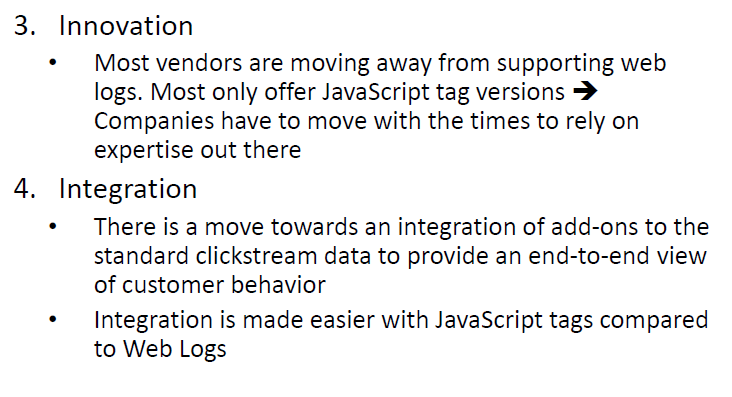 3. Innovation
• Most vendors are moving away from supporting web
logs. Most only offer JavaScript tag versions ➔
Companies have to move with the times to rely on
expertise out there
4. Integration
• There is a move towards an integration of add-ons to the
standard clickstream data to provide an end-to-end view
of customer behavior
• Integration is made easier with JavaScript tags compared
to Web Logs